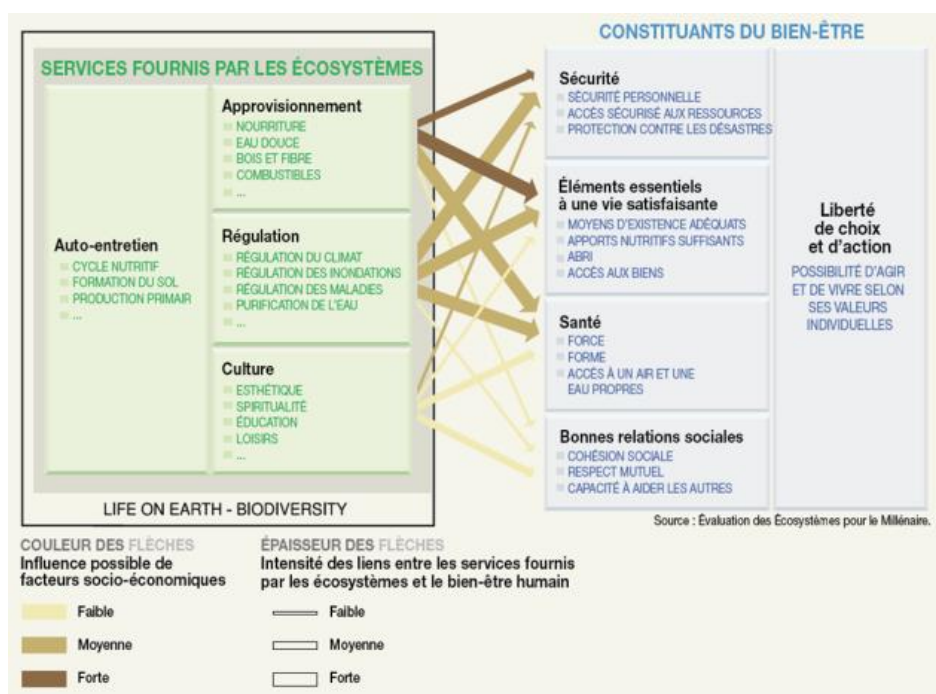 SERVICES FOURNIS PAR LES ÉCOSYSTÈMES
Auto-entretien
CYCLE NUTRITIF
FORMATION DU SOL
PRODUCTION PRIMAIR
...
Approvisionnement
NOURRITURE
EAU DOUCE
BOIS ET FIBRE
COMBUSTIBLES
...
Régulation
RÉGULATION DU CLIMAT
RÉGULATION DES INONDATIONS
RÉGULATION DES MALADIES
PURIFICATION DE L'EAU
...
Culture
ESTHÉTIQUE
SPIRITUALITÉ
ÉDUCATION
LOISIRS
...
LIFE ON EARTH - BIODIVERSITY
CONSTITUANTS DU BIEN-ÊTRE
Sécurité
SÉCURITÉ PERSONNELLE
ACCÈS SÉCURISÉ AUX RESSOURCES
PROTECTION CONTRE LES DÉSASTRES
Éléments essentiels
à une vie satisfaisante
MOYENS D'EXISTENCE ADÉQUATS
APPORTS NUTRITIFS SUFFISANTS
ABRI
ACCÈS AUX BIENS
Santé
FORCE
FORME
ACCÈS À UN AIR ET UNE
EAU PROPRES
Bonnes relations sociales
COHÉSION SOCIALE
RESPECT MUTUEL
CAPACITÉ À AIDER LES AUTRES
Liberté
de choix
et d'action
POSSIBILITÉ D'AGIR
ET DE VIVRE SELON
SES VALEURS
INDIVIDUELLES
Source : Évaluation des Écosystèmes pour le Millénaire.
COULEUR DES FLÈCHES
Influence possible de
facteurs socio-économiques
Faible
Moyenne
Forte
ÉPAISSEUR DES FLÈCHES
Intensité des liens entre les services fournis
par les écosystèmes et le bien-être humain
Faible
Moyenne
Forte